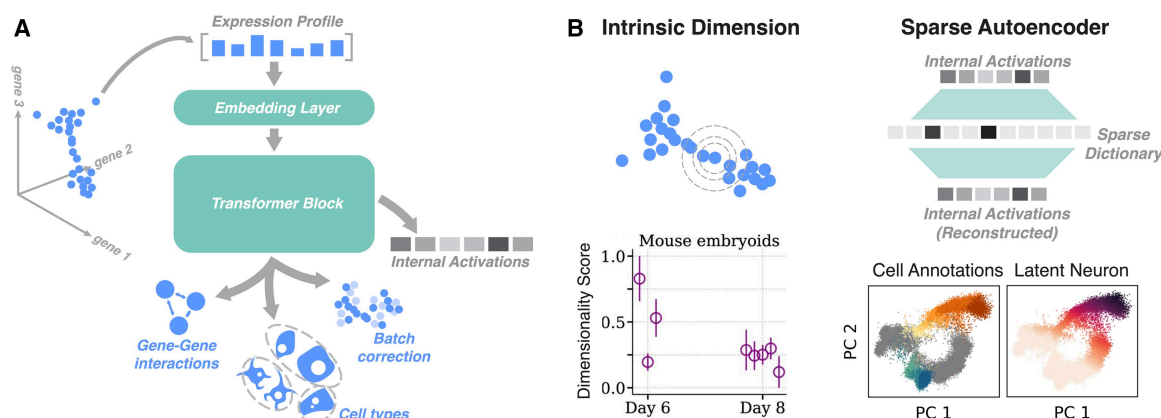 A
Expression Profile
gene 3
gene 2
gene 1
Embedding Layer
Transformer Block
Internal Activations
Gene-Gene
interactions
Batch
correction
Cell types
B
Intrinsic Dimension
Mouse embryoids
Dimensionality Score
1.0
0.5
0.0
Day 6
Day 8
Sparse Autoencoder
Internal Activations
Sparse
Dictionary
Internal Activations
(Reconstructed)
Cell Annotations
Latent Neuron
PC 2
PC 1
PC 1